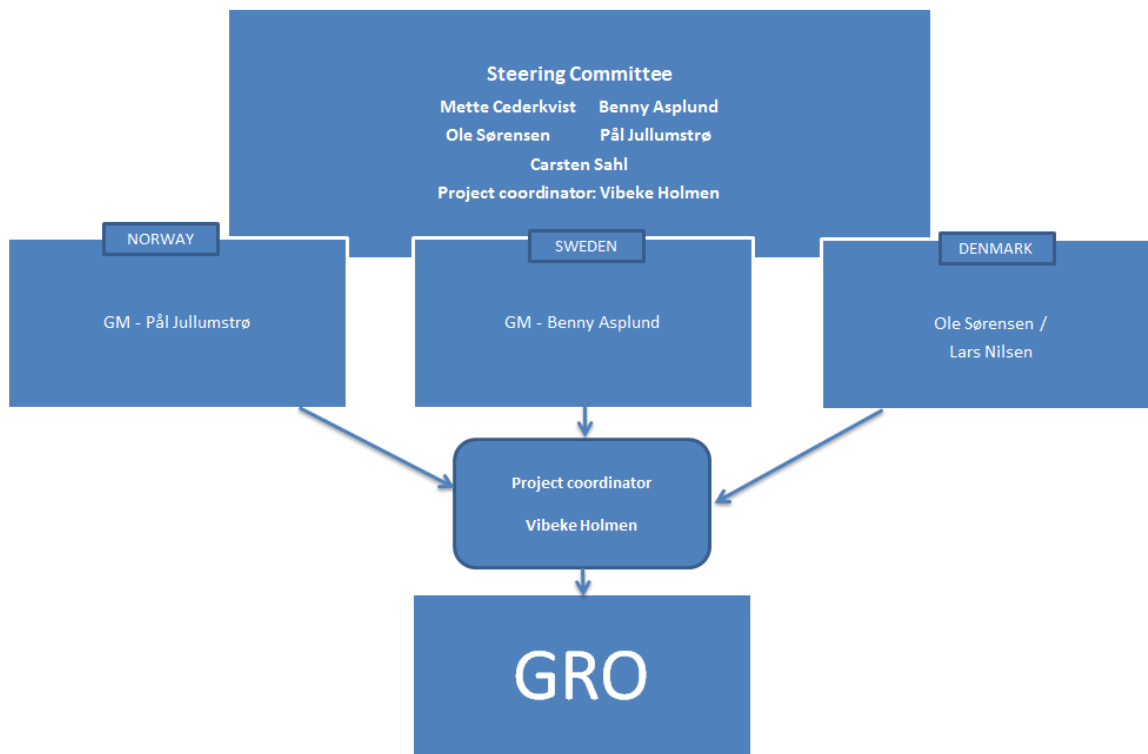 Steering Committee
Mette Cederkvist Benny Asplund
Ole Sørensen Pål Jullumstrø
Carsten Sahl
Project coordinator: Vibeke Holmen
NORWAY
GM - Pål Jullumstrø
SWEDEN
GM - Benny Asplund
DENMARK
Ole Sørensen /
Lars Nilsen
Project coordinator
Vibeke Holmen
GRO